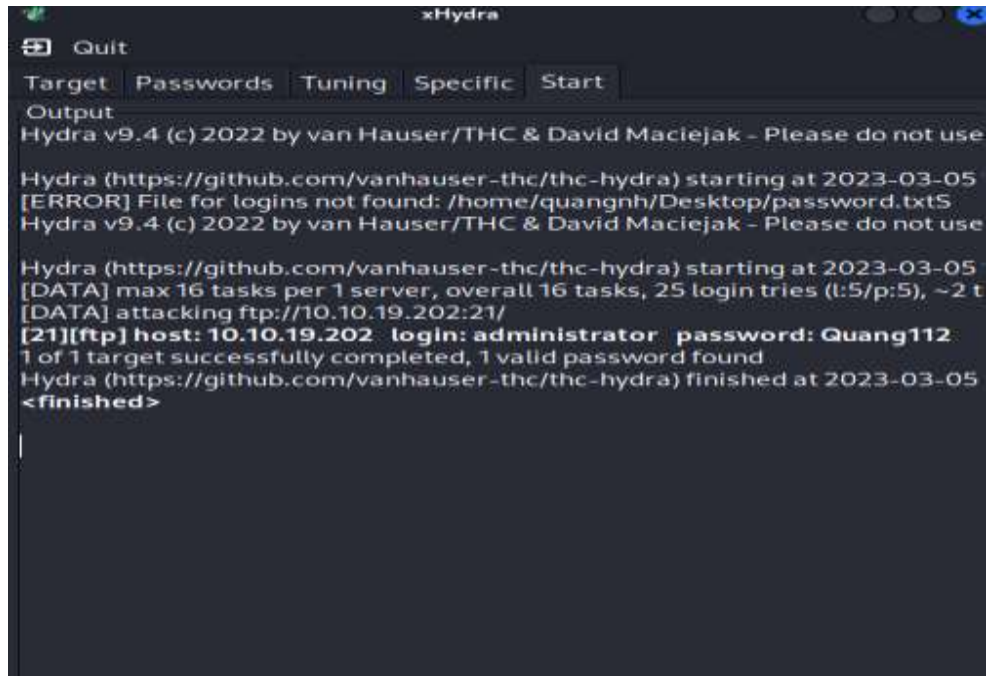 xHydra
Quit
Target Passwords Tuning Specific Start
Output
Hydra v9.4 (c) 2022 by van Hauser/THC & David Maciejak - Please do not use

Hydra (https://github.com/vanhauser-thc/thc-hydra) starting at 2023-03-05
[ERROR] File for logins not found: /home/quangnh/Desktop/password.txtS
Hydra v9.4 (c) 2022 by van Hauser/THC & David Maciejak - Please do not use

Hydra (https://github.com/vanhauser-thc/thc-hydra) starting at 2023-03-05
[DATA] max 16 tasks per 1 server, overall 16 tasks, 25 login tries (l:5/p:5), ~2 t
[DATA] attacking ftp://10.10.19.202:21/
[21][ftp] host: 10.10.19.202 login: administrator password: Quang112
1 of 1 target successfully completed, 1 valid password found
Hydra (https://github.com/vanhauser-thc/thc-hydra) finished at 2023-03-05
<finished>